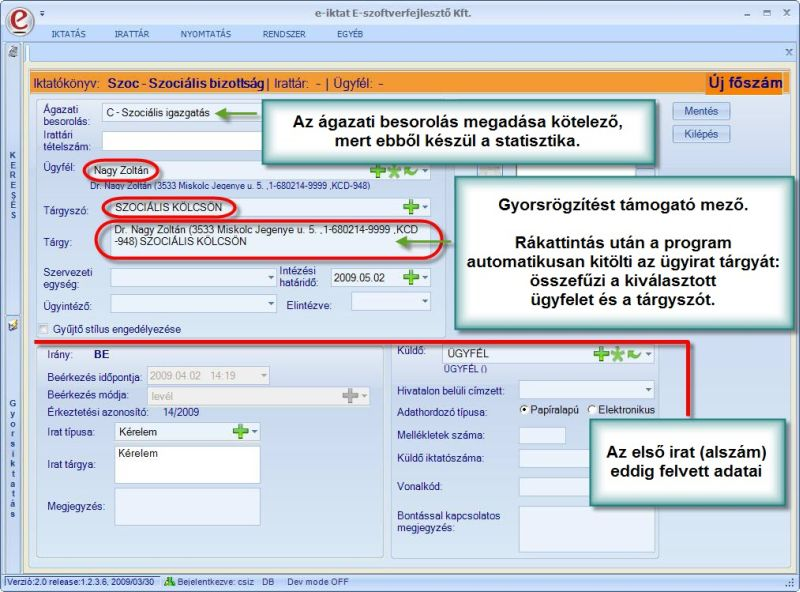 e-iktat E-szoftverfejlesztő Kft.
IKTATÁS IRATTÁR NYOMTATÁS RENDSZER EGYÉB
Iktatókönyv: Szoc - Szociális bizottság | Irattár: - | Ügyfél: -
Új főszám
Ágazati besorolás:
C - Szociális igazgatás
Irattári tételszám:
Az ágazati besorolás megadása kötelező,
mert ebből készül a statisztika.
Mentés
Kilépés
KERESÉS
Ügyfél:
Nagy Zoltán
Dr. Nagy Zoltán (3533 Miskolc Jegenye u. 5. ,1-680214-9999 ,KCD-948)
Tárgyszó:
SZOCIÁLIS KÖLCSÖN
Tárgy:
Dr. Nagy Zoltán (3533 Miskolc Jegenye u. 5. ,1-680214-9999 ,KCD
-948) SZOCIÁLIS KÖLCSÖN
Gyorsrögzítést támogató mező.
Rákattintás után a program
automatikusan kitölti az ügyirat tárgyát:
összefűzi a kiválasztott
ügyfelet és a tárgyszót.
Szervezeti egység:
Intézési határidő:
2009.05.02
Ügyintéző:
Elintézve:
Gyűjtő stílus engedélyezése
Gyorsiktatás
Irány: BE
Beérkezés időpontja: 2009.04.02 14:19
Beérkezés módja: levél
Érkeztetési azonosító: 14/2009
Irat típusa: Kérelem
Irat tárgya: Kérelem
Megjegyzés:
Küldő: ÜGYFÉL
ÜGYFÉL ()
Hivatalon belüli címzett:
Adathordozó típusa: Papíralapú Elektronikus
Mellékletek száma:
Küldő iktatószáma:
Vonalkód:
Bontással kapcsolatos
megjegyzés:
Az első irat (alszám)
eddig felvett adatai
Verzió:2.0 release:1.2.3.6, 2009/03/30 Bejelentkezve: csiz DB Dev mode OFF